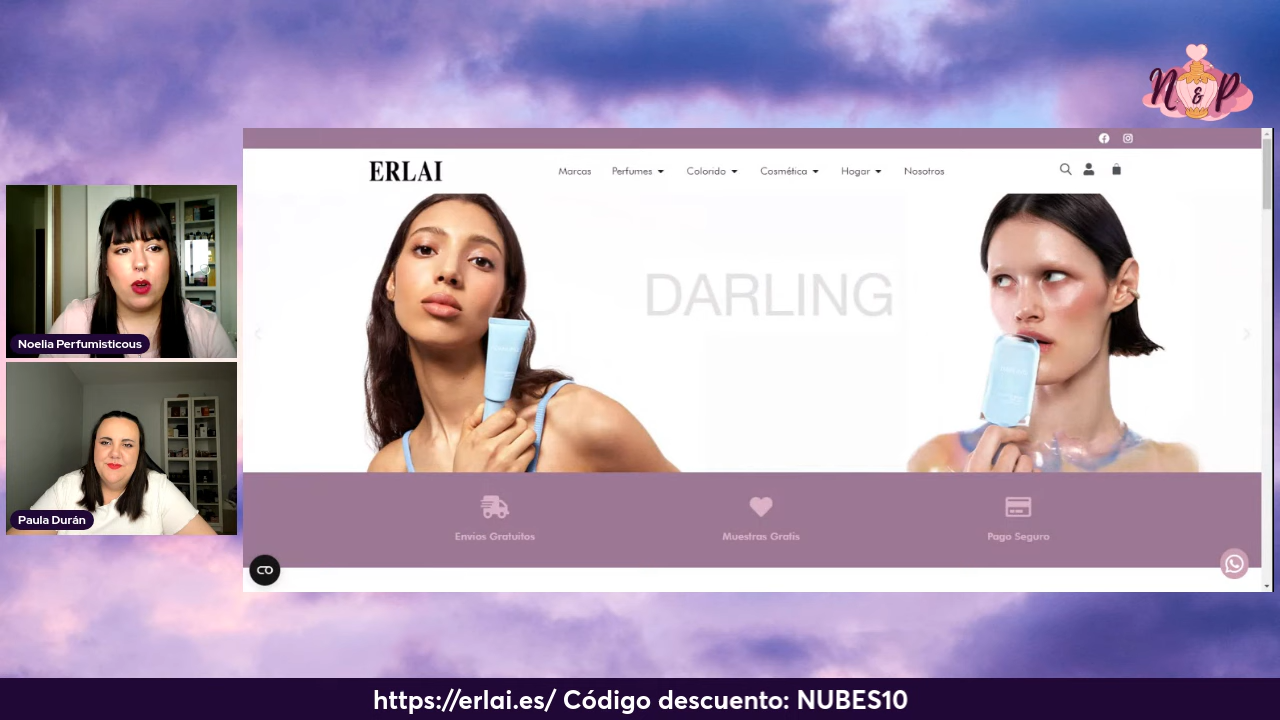 N & P
ERLAI
Marcas Perfumes Colorido Cosmética Hogar Nosotros
DARLING
Noelia Perfumisticous
Paula Durán
Envíos Gratuitos Muestras Gratis Pago Seguro
https://erlai.es/ Código descuento: NUBES10